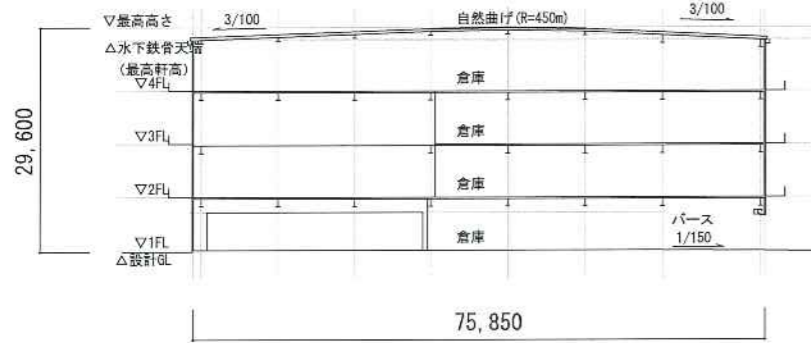 ▽最高高さ
3/100
自然曲げ(R=450m)
3/100
△水下鉄骨天端
(最高軒高)
倉庫
▽4FL
倉庫
▽3FL
倉庫
▽2FL
29,600
バース
1/150
倉庫
▽1FL
△設計GL
75,850